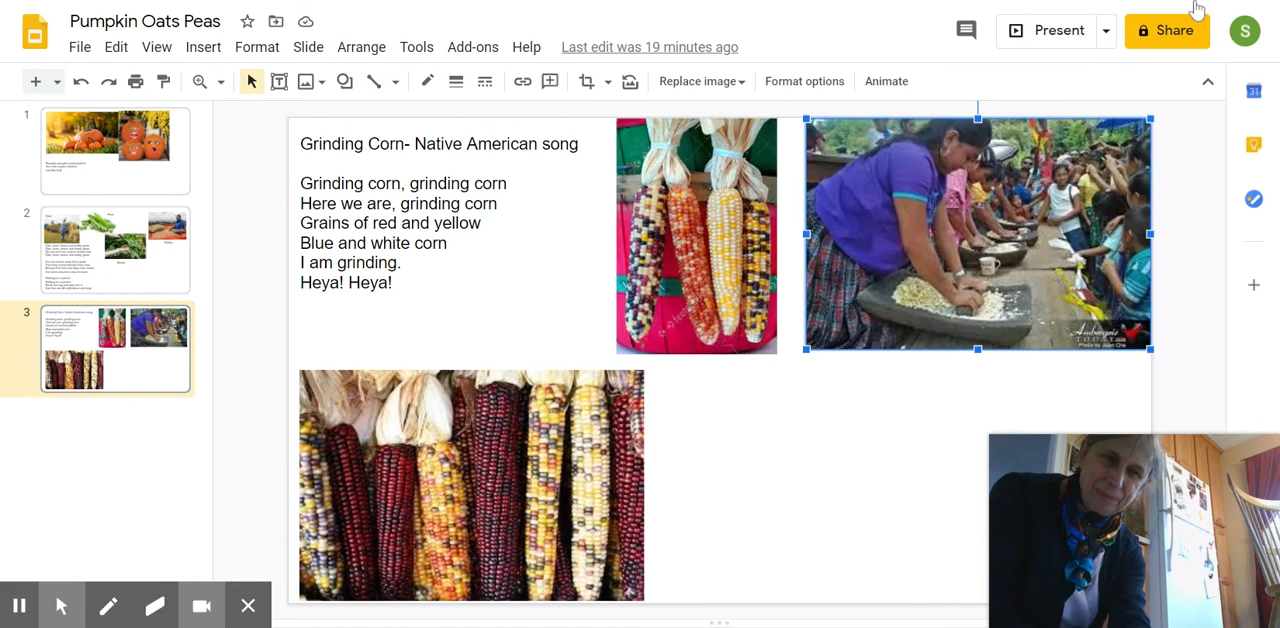 Pumpkin Oats Peas
File Edit View Insert Format Slide Arrange Tools Add-ons Help Last edit was 19 minutes ago
Present
Share
S
Replace image
Format options
Animate
31
1
2
3
Grinding Corn- Native American song
Grinding corn, grinding corn
Here we are, grinding corn
Grains of red and yellow
Blue and white corn
I am grinding.
Heya! Heya!
Ambergris
TODAY